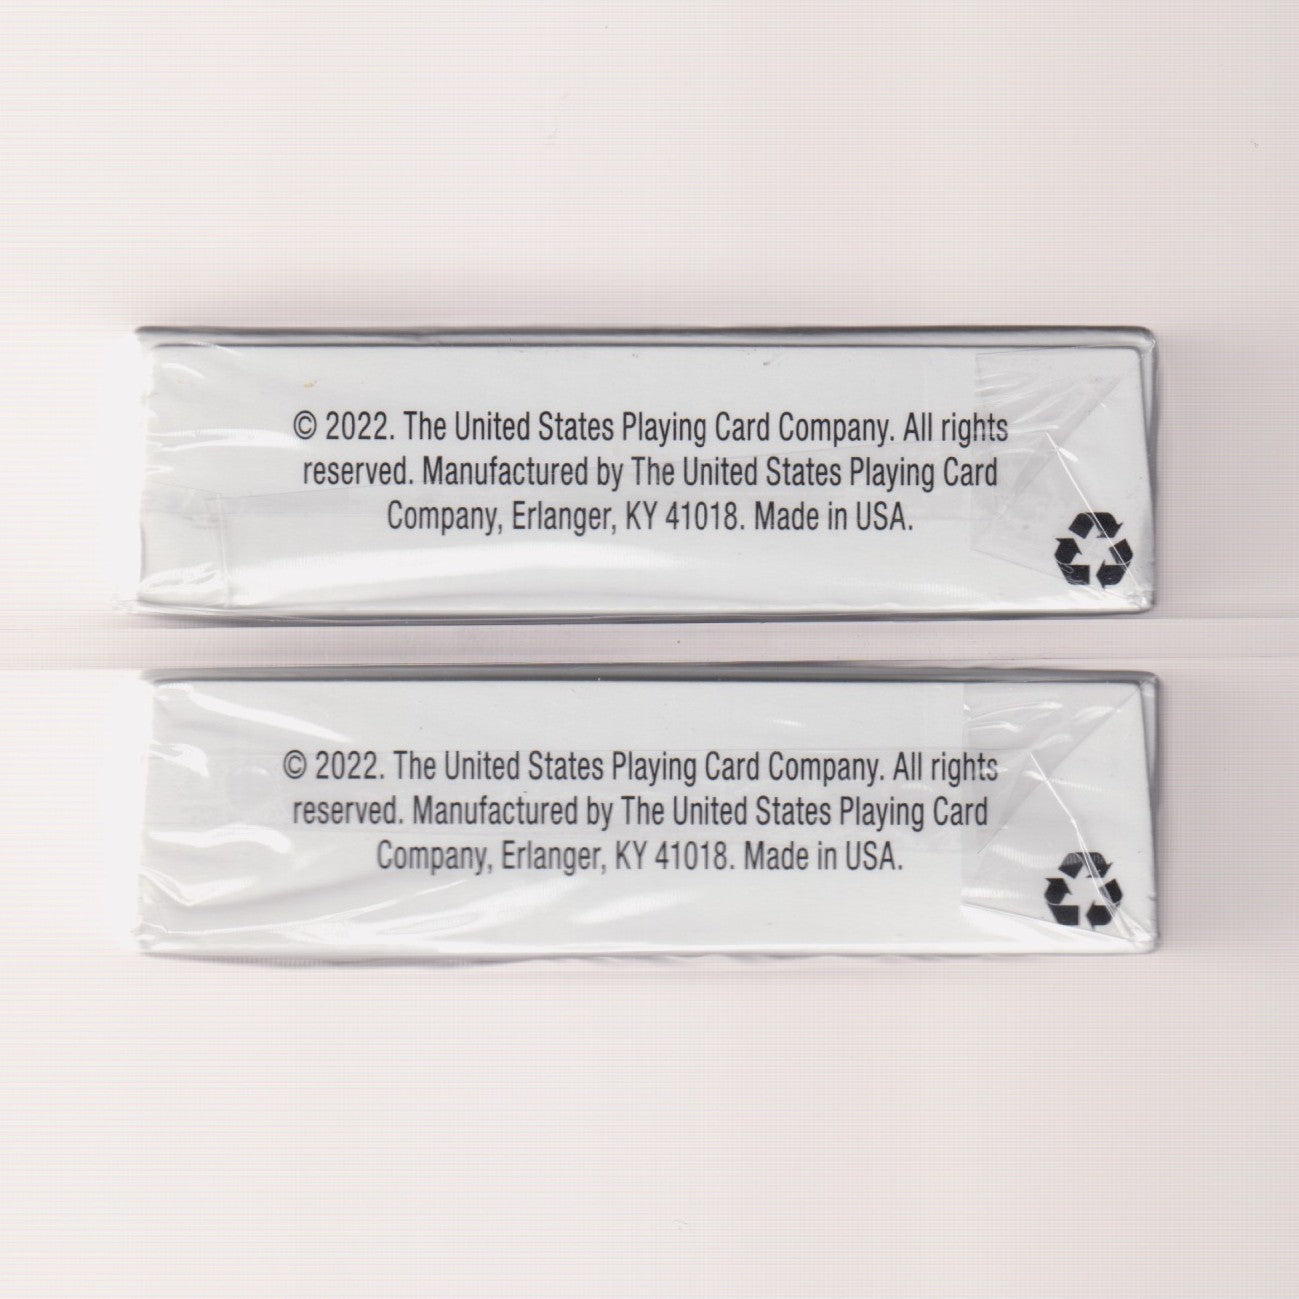 © 2022. The United States Playing Card Company. All rights
reserved. Manufactured by The United States Playing Card
Company, Erlanger, KY 41018. Made in USA.
© 2022. The United States Playing Card Company. All rights
reserved. Manufactured by The United States Playing Card
Company, Erlanger, KY 41018. Made in USA.